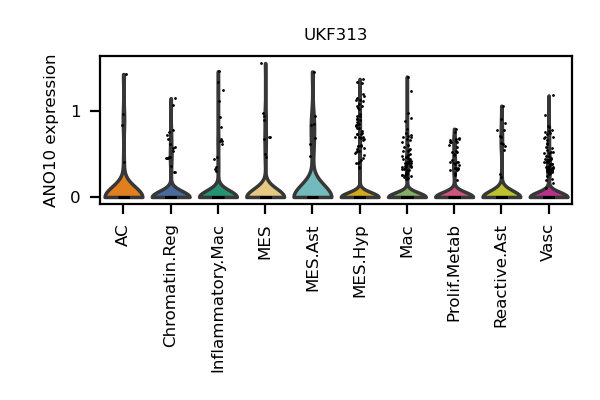 UKF313
ANO10 expression
1
0
AC
Chromatin.Reg
Inflammatory.Mac
MES
MES.Ast
MES.Hyp
Mac
Prolif.Metab
Reactive.Ast
Vasc